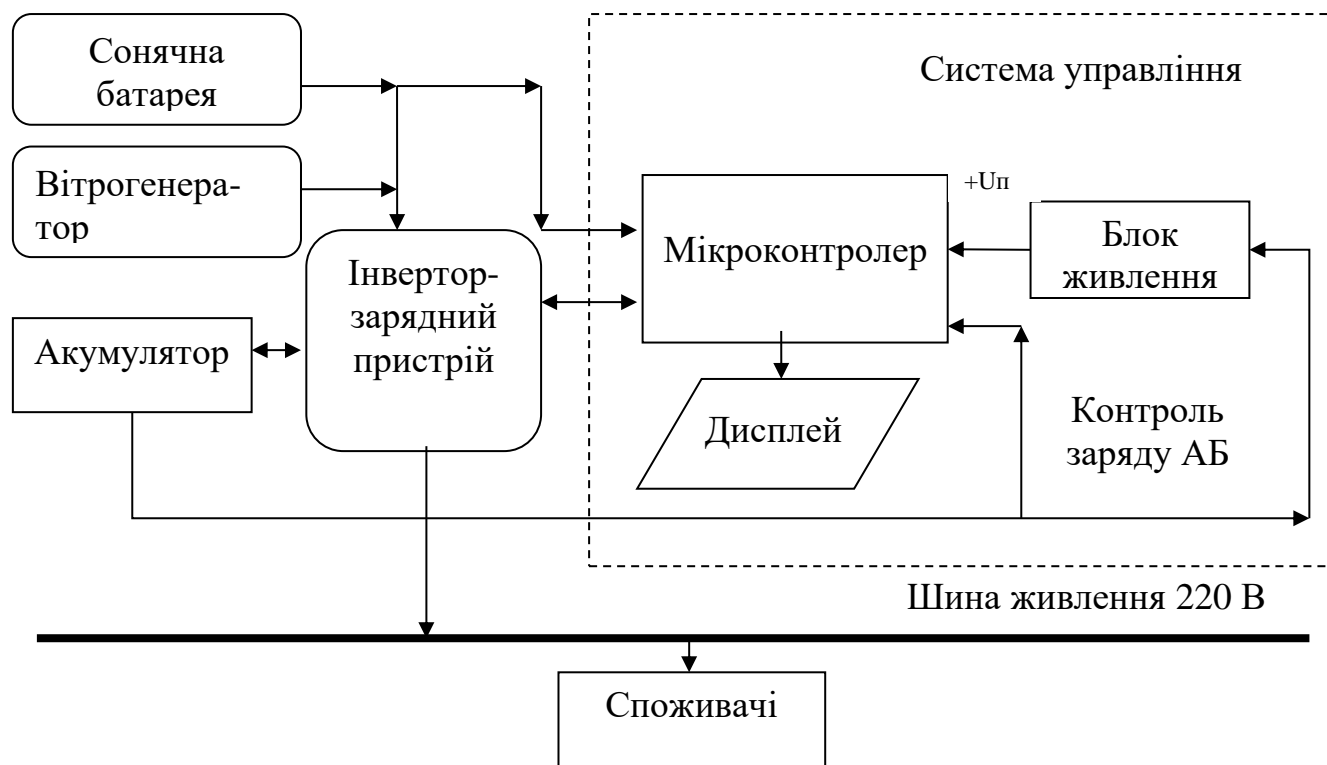 Сонячна
батарея
Система управління
Вітрогенера-
тор
+Uп
Мікроконтролер
Блок
живлення
Інвертор-
зарядний
пристрій
Акумулятор
Дисплей
Контроль
заряду АБ
Шина живлення 220 В
Споживачі